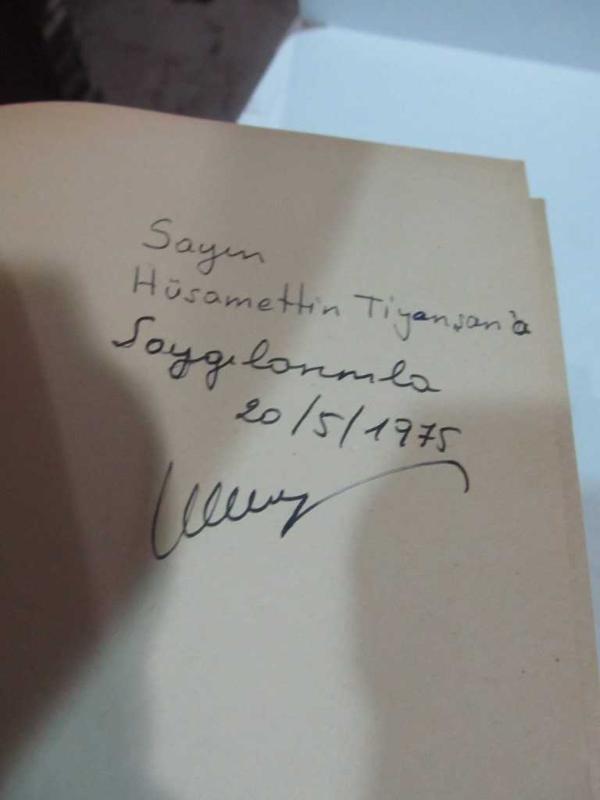 Sayın
Hüsamettin Tiyanşan'a
Saygılarımla
20/5/1975